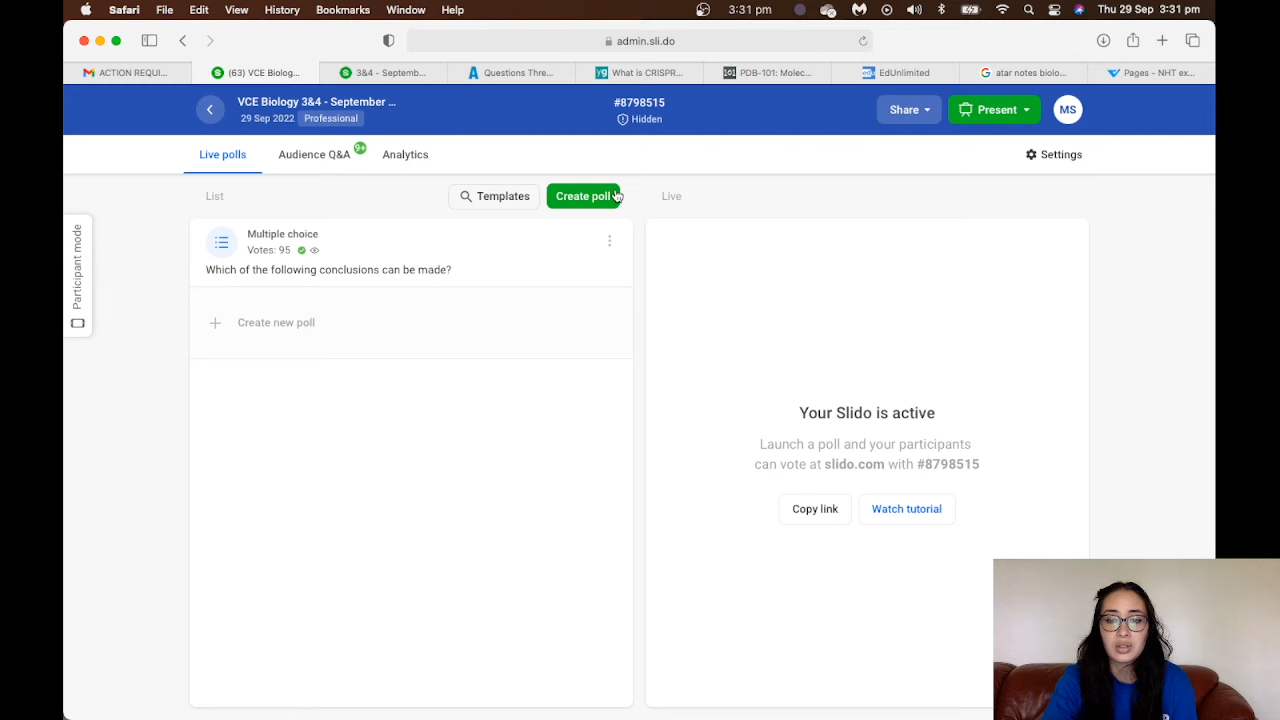 Safari File Edit View History Bookmarks Window Help 3:31 pm Thu 29 Sep 3:31 pm
admin.sli.do
ACTION REQUI... (63) VCE Biolog... 3&4 - Septemb... Questions Thre... What is CRISPR... PDB-101: Molec... EdUnlimited atar notes biolo... Pages – NHT ex...
VCE Biology 3&4 - September ... #8798515 Share Present MS
29 Sep 2022 Professional Hidden
Live polls Audience Q&A 9+ Analytics Settings
List Templates Create poll Live
Participant mode
Multiple choice
Votes: 95
Which of the following conclusions can be made?
Create new poll
Your Slido is active
Launch a poll and your participants
can vote at slido.com with #8798515
Copy link Watch tutorial